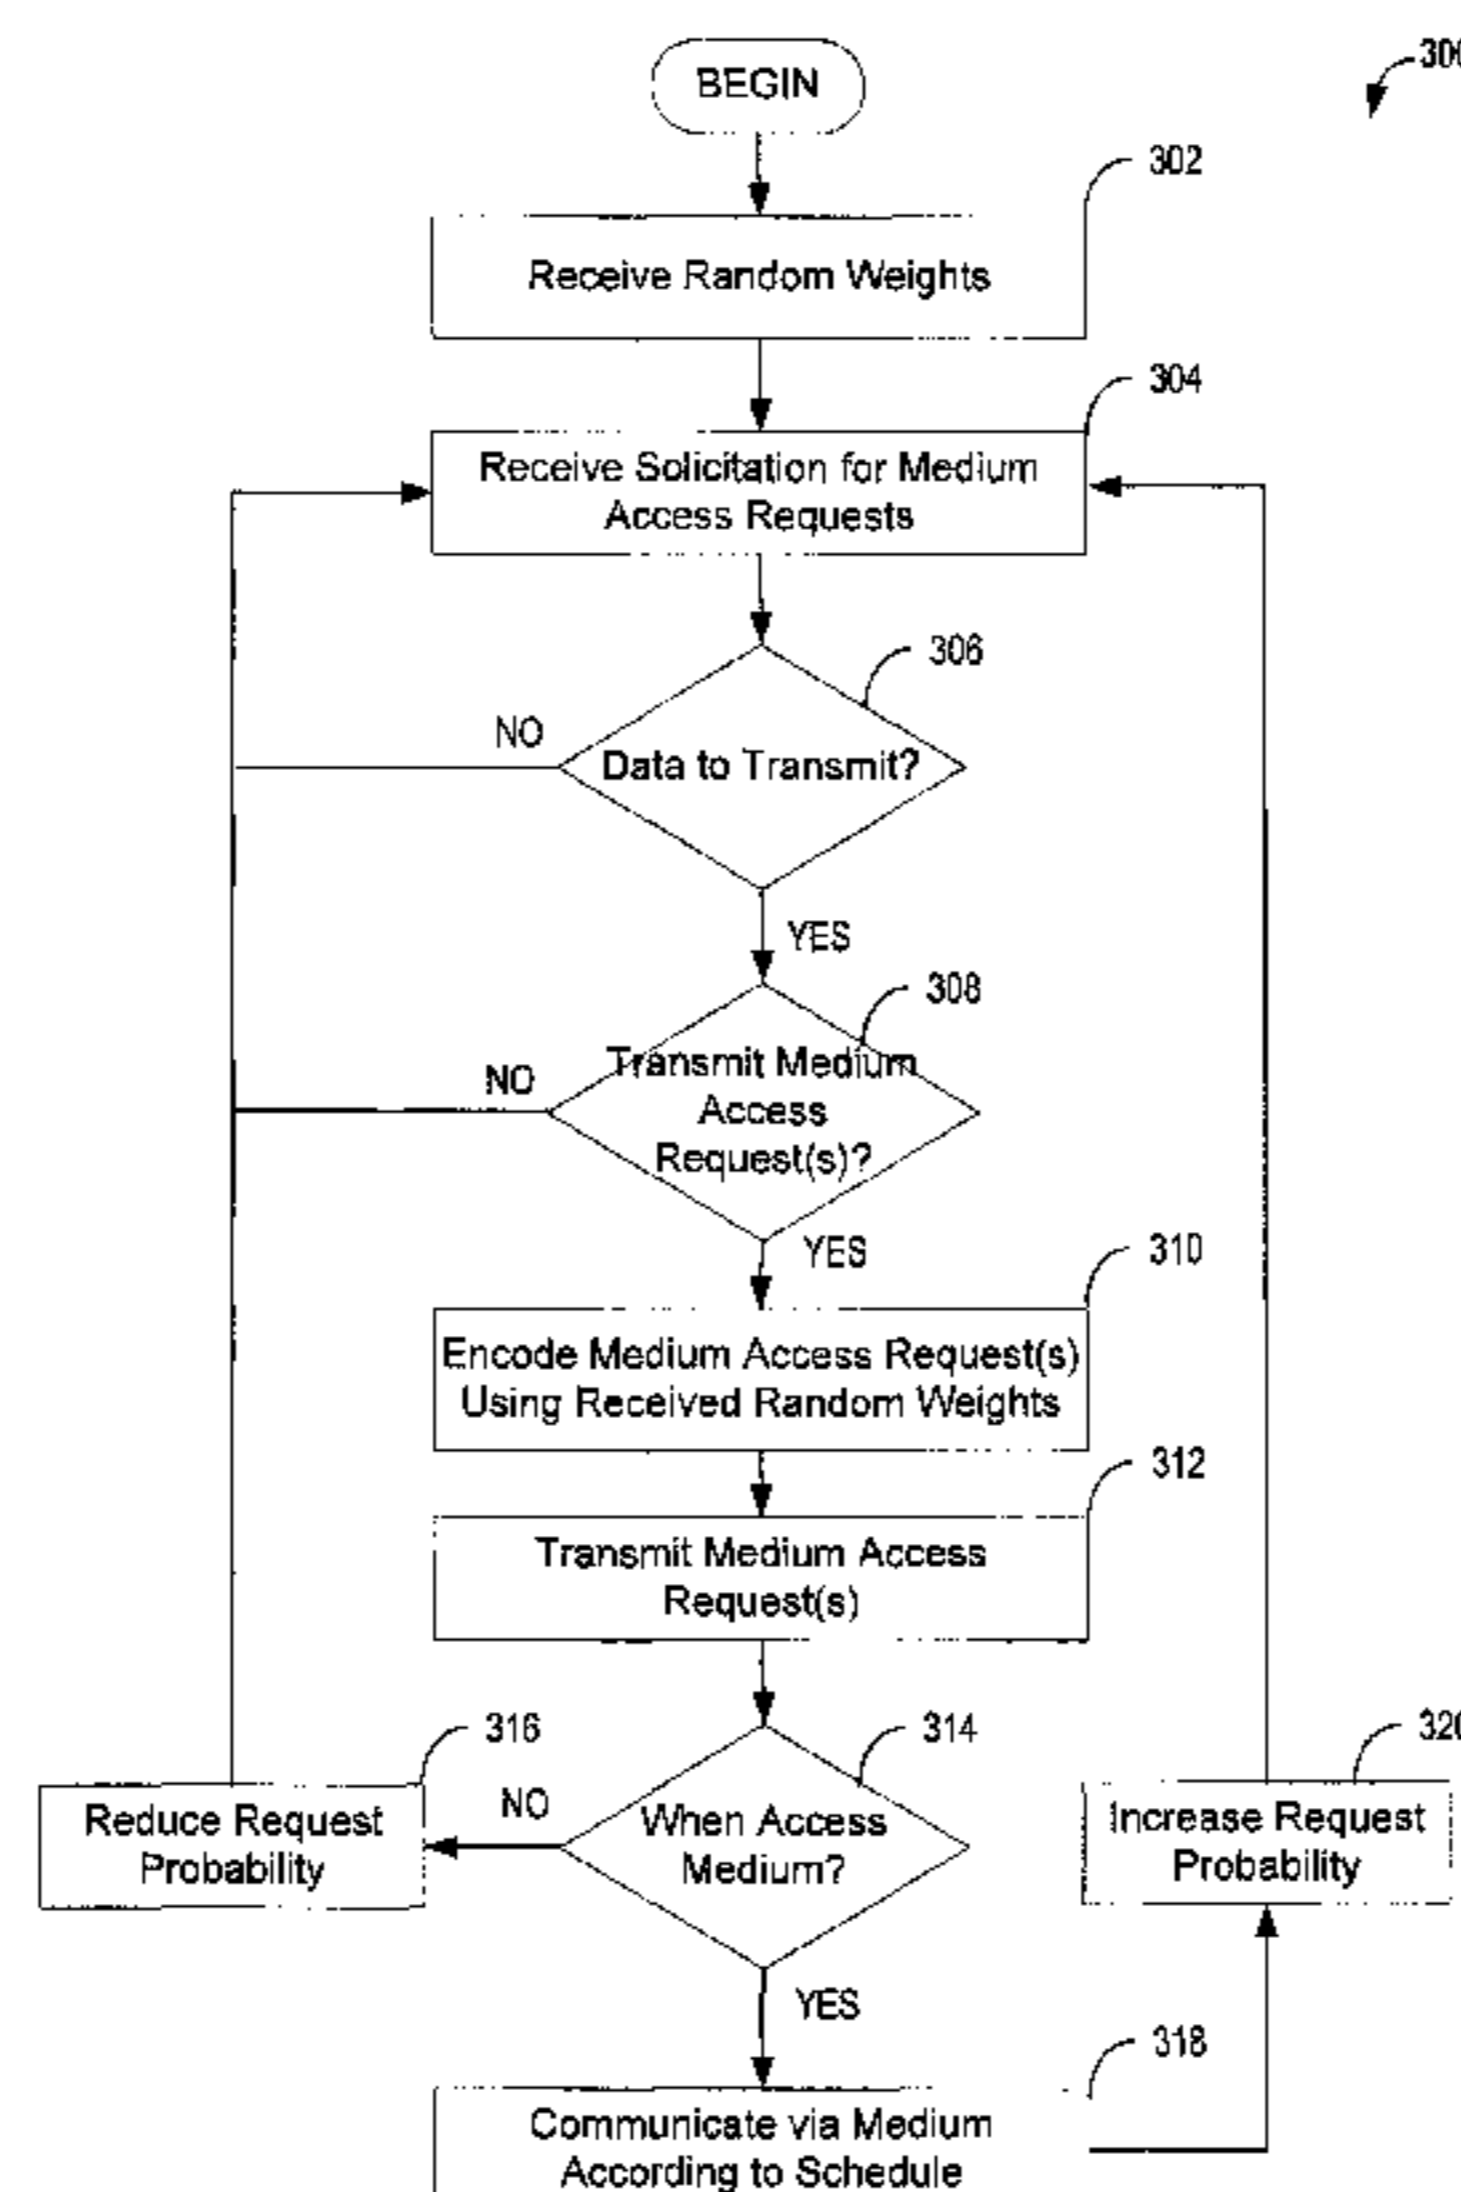 BEGIN
302
Receive Random Weights
304
Receive Solicitation for Medium
Access Requests
306
NO
Data to Transmit?
YES
308
NO
Transmit Medium
Access
Request(s)?
YES
310
Encode Medium Access Request(s)
Using Received Random Weights
312
Transmit Medium Access
Request(s)
316
314
NO
Reduce Request
Probability
When Access
Medium?
Increase Request
Probability
YES
318
Communicate via Medium
According to Schedule